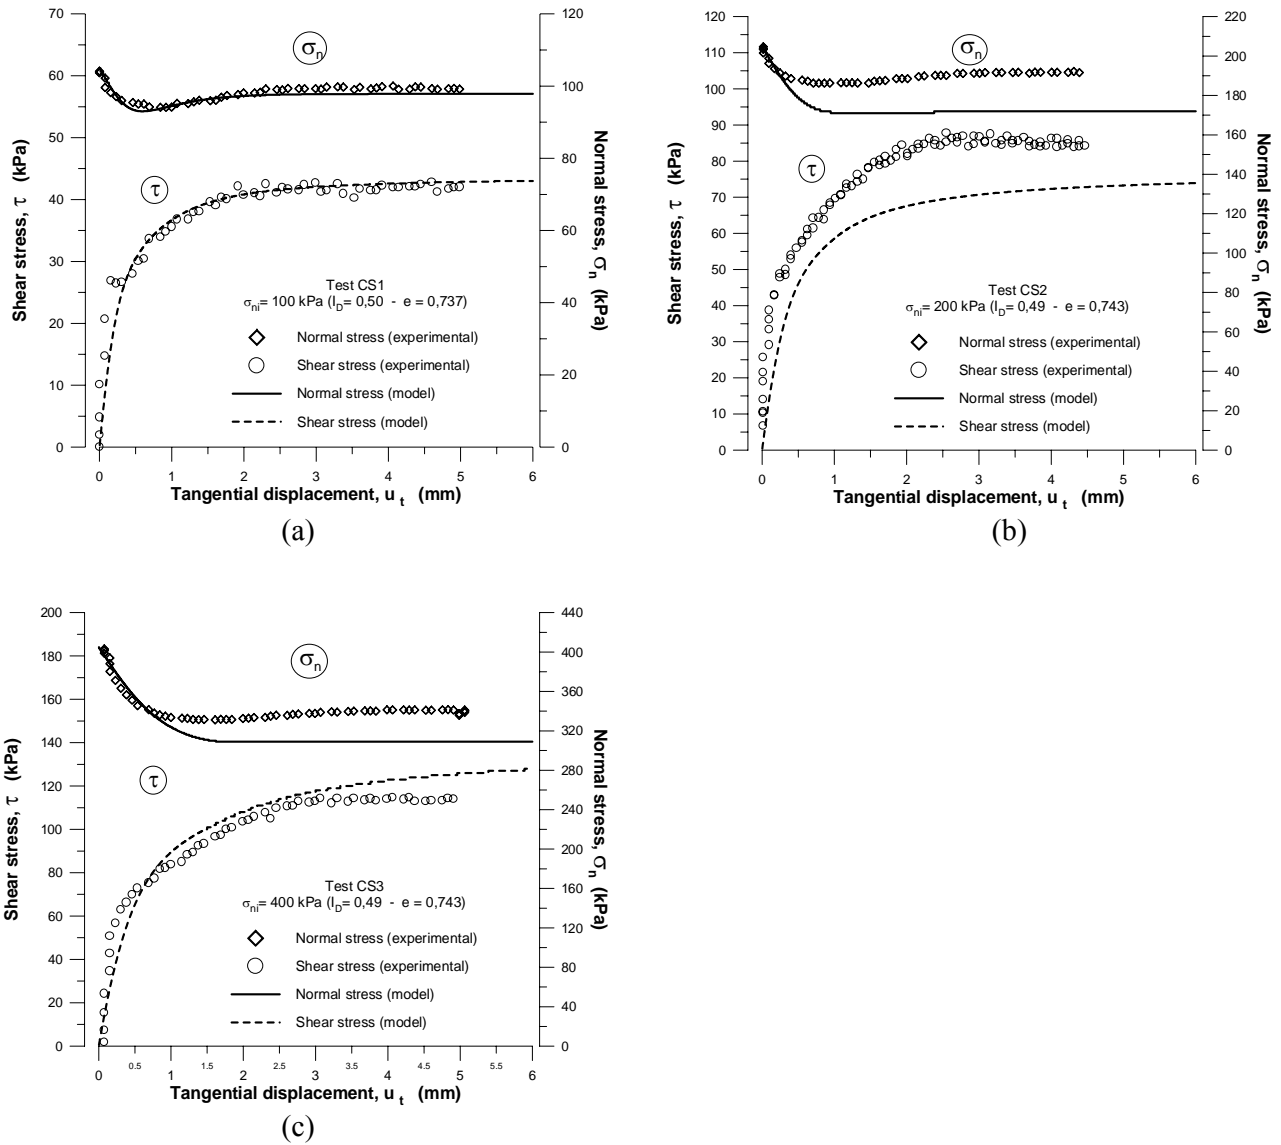 70
60
50
40
30
20
10
0
Shear stress, τ (kPa)
120
100
80
60
40
20
0
Normal stress, σn (kPa)
σn
τ
Test CS1
σni= 100 kPa (ID= 0,50 - e = 0,737)
Normal stress (experimental)
Shear stress (experimental)
Normal stress (model)
Shear stress (model)
0 1 2 3 4 5 6
Tangential displacement, u t (mm)
(a)
120
110
100
90
80
70
60
50
40
30
20
10
0
Shear stress, τ (kPa)
220
200
180
160
140
120
100
80
60
40
20
0
Normal stress, σn (kPa)
σn
τ
Test CS2
σni= 200 kPa (ID= 0,49 - e = 0,743)
Normal stress (experimental)
Shear stress (experimental)
Normal stress (model)
Shear stress (model)
0 1 2 3 4 5 6
Tangential displacement, u t (mm)
(b)
200
180
160
140
120
100
80
60
40
20
0
Shear stress, τ (kPa)
440
400
360
320
280
240
200
160
120
80
40
0
Normal stress, σn (kPa)
σn
τ
Test CS3
σni= 400 kPa (ID= 0,49 - e = 0,743)
Normal stress (experimental)
Shear stress (experimental)
Normal stress (model)
Shear stress (model)
0 0.5 1 1.5 2 2.5 3 3.5 4 4.5 5 5.5 6
Tangential displacement, u t (mm)
(c)